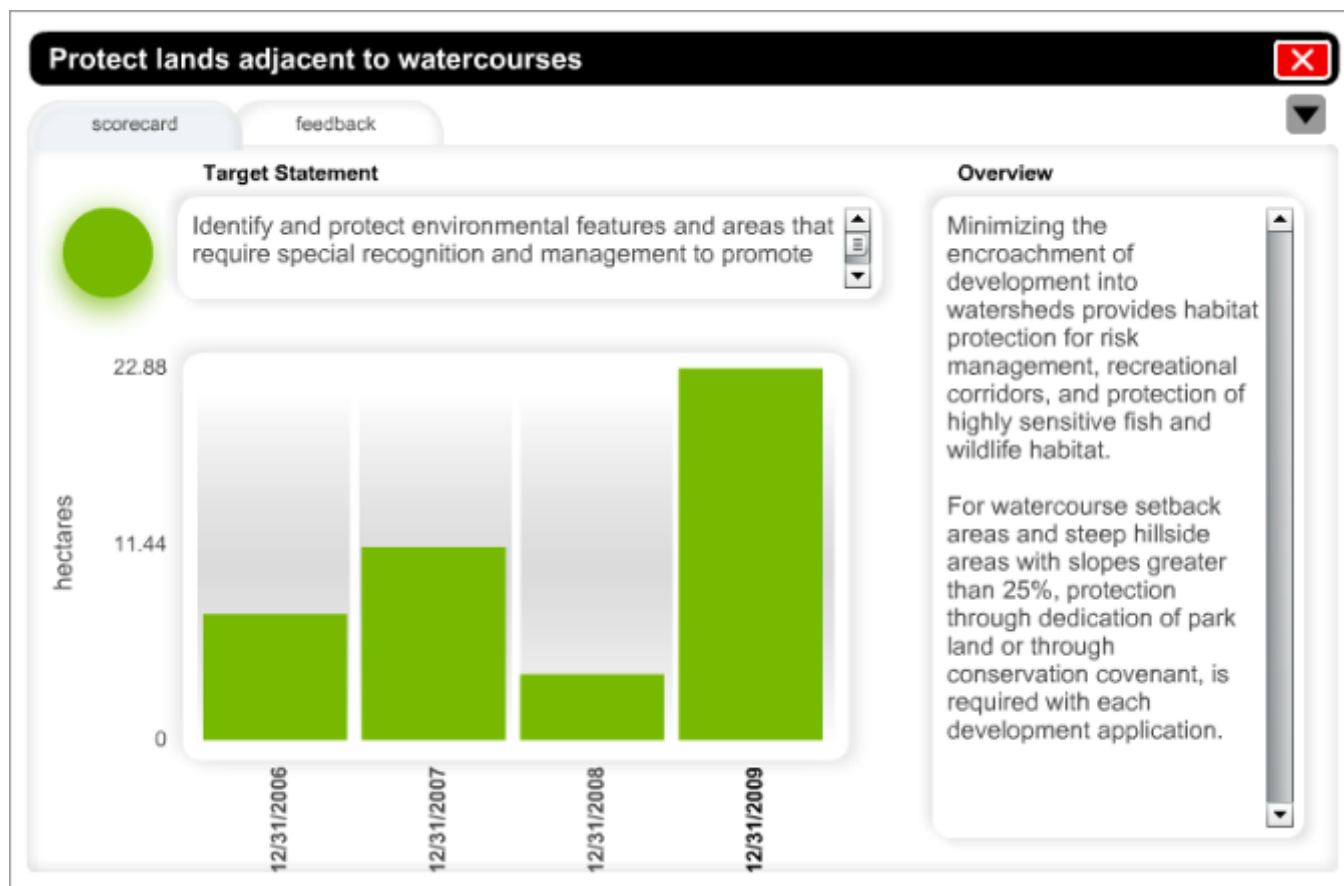 Protect lands adjacent to watercourses
scorecard
feedback
Target Statement
Identify and protect environmental features and areas that
require special recognition and management to promote
22.88
11.44
0
hectares
12/31/2006
12/31/2007
12/31/2008
12/31/2009
Overview
Minimizing the
encroachment of
development into
watersheds provides habitat
protection for risk
management, recreational
corridors, and protection of
highly sensitive fish and
wildlife habitat.
For watercourse setback
areas and steep hillside
areas with slopes greater
than 25%, protection
through dedication of park
land or through
conservation covenant, is
required with each
development application.